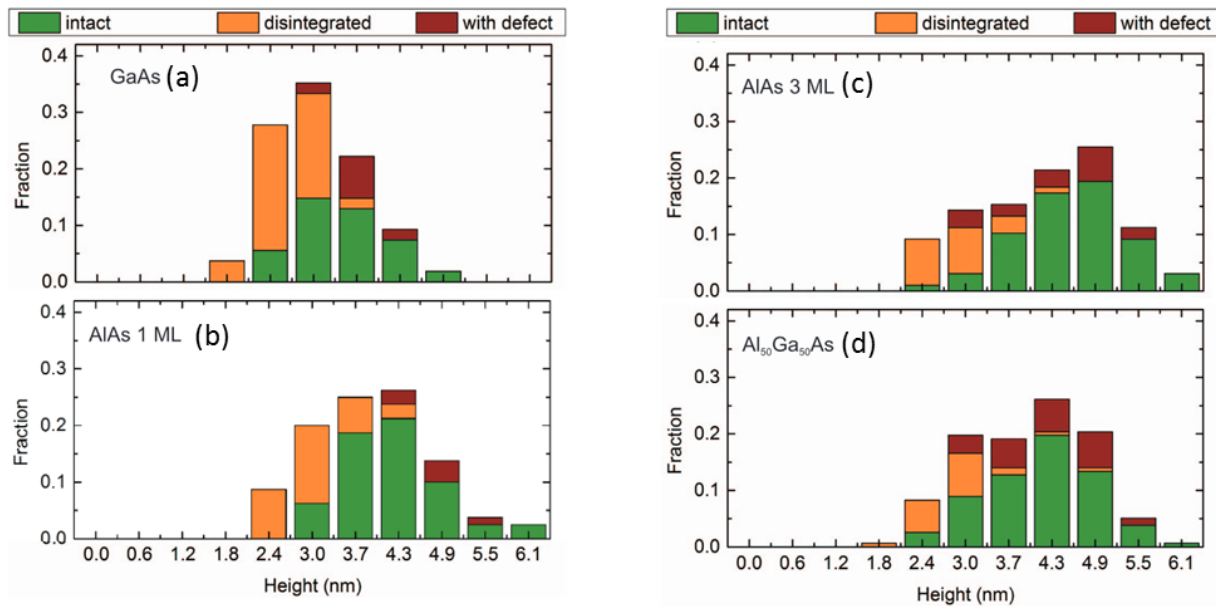 intact disintegrated with defect
GaAs (a)
0.4
0.3
0.2
0.1
0.0
Fraction
AlAs 1 ML (b)
0.4
0.3
0.2
0.1
0.0
Fraction
0.0 0.6 1.2 1.8 2.4 3.0 3.7 4.3 4.9 5.5 6.1
Height (nm)
intact disintegrated with defect
AlAs 3 ML (c)
0.4
0.3
0.2
0.1
0.0
Fraction
Al₅₀Ga₅₀As (d)
0.4
0.3
0.2
0.1
0.0
Fraction
0.0 0.6 1.2 1.8 2.4 3.0 3.7 4.3 4.9 5.5 6.1
Height (nm)